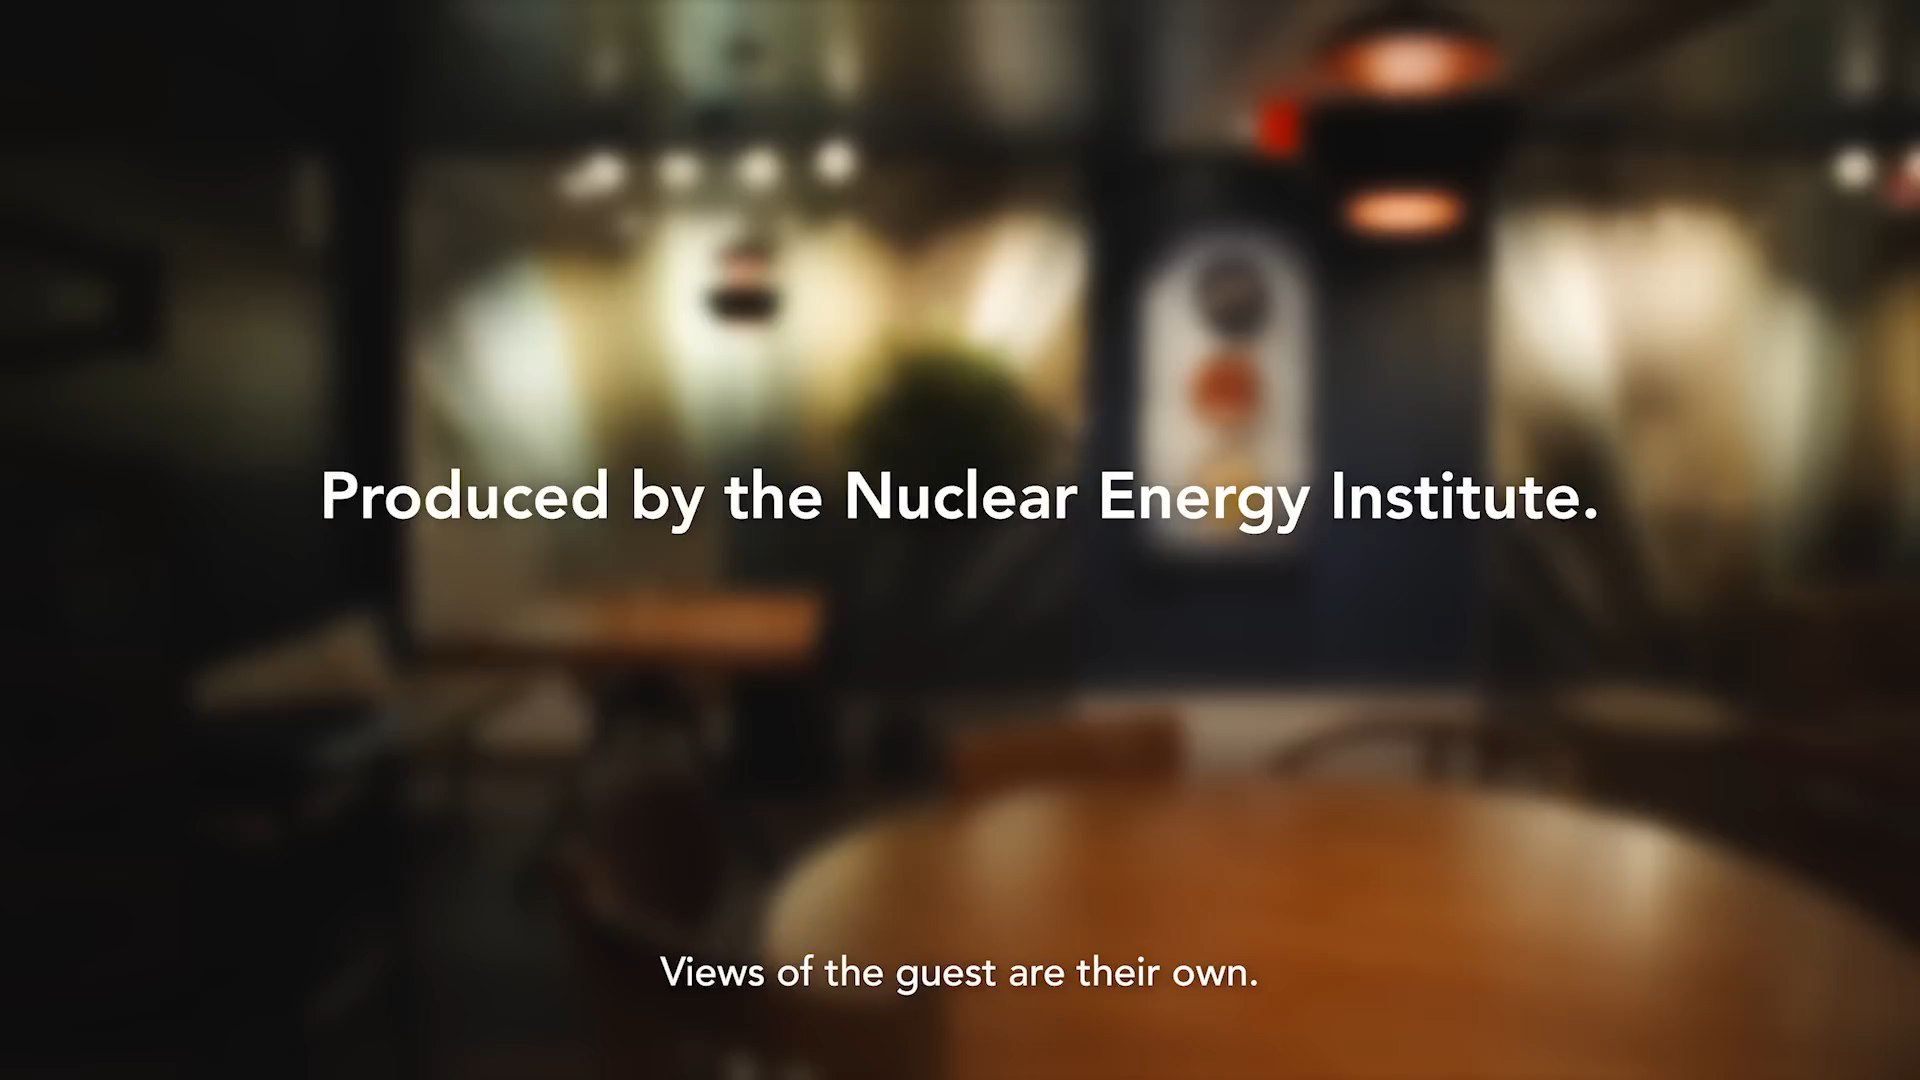 Produced by the Nuclear Energy Institute.
Views of the guest are their own.